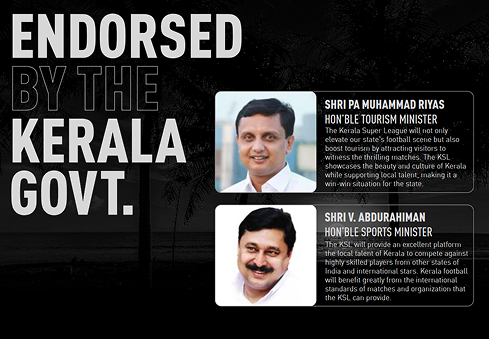 ENDORSED
BY THE
KERALA
GOVT.
SHRI PA MUHAMMAD RIYAS
HON'BLE TOURISM MINISTER
The Kerala Super League will not only
elevate our state's football scene but also
boost tourism by attracting visitors to
witness the thrilling matches. The KSL
showcases the beauty and culture of Kerala
while supporting local talent, making it a
win-win situation for the state.
SHRI V. ABDURAHIMAN
HON'BLE SPORTS MINISTER
The KSL will provide an excellent platform
the local talent of Kerala to compete against
highly skilled players from other states of
India and international stars. Kerala football
will benefit greatly from the international
standards of matches and organization that
the KSL can provide.